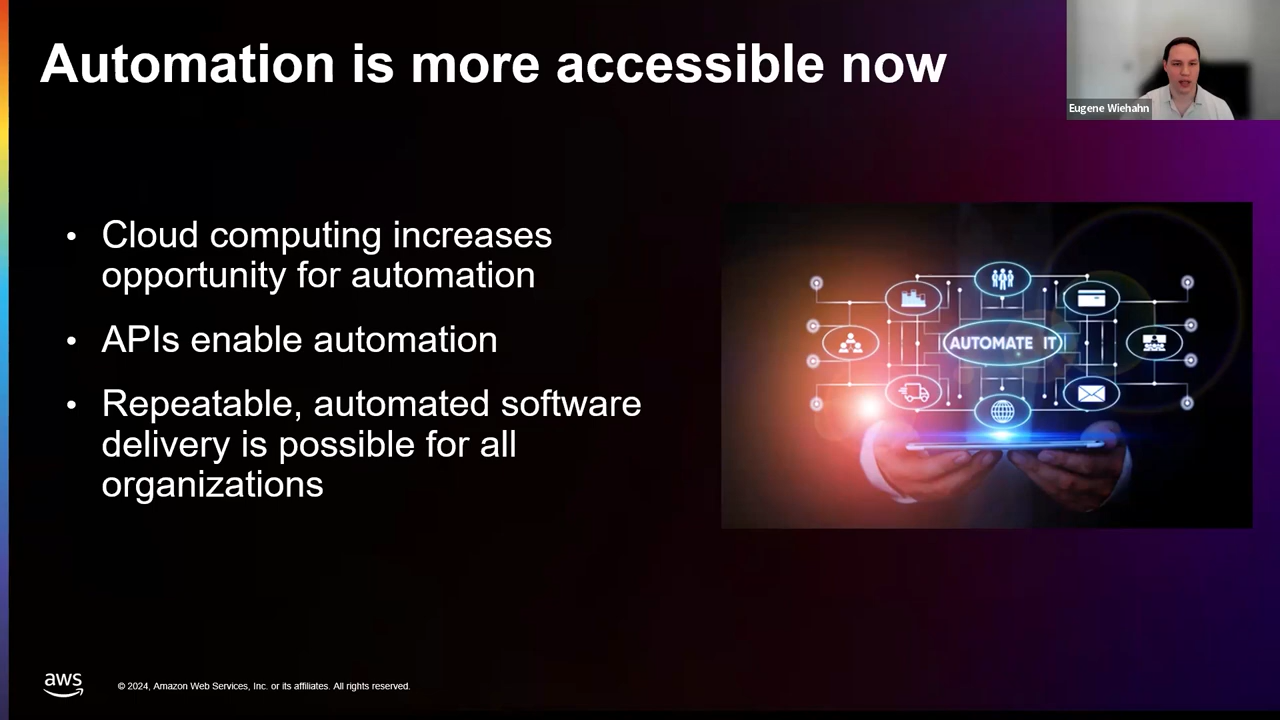 Automation is more accessible now
Eugene Wiehahn
• Cloud computing increases
opportunity for automation
• APIs enable automation
• Repeatable, automated software
delivery is possible for all
organizations
AUTOMATE IT
aws
© 2024, Amazon Web Services, Inc. or its affiliates. All rights reserved.